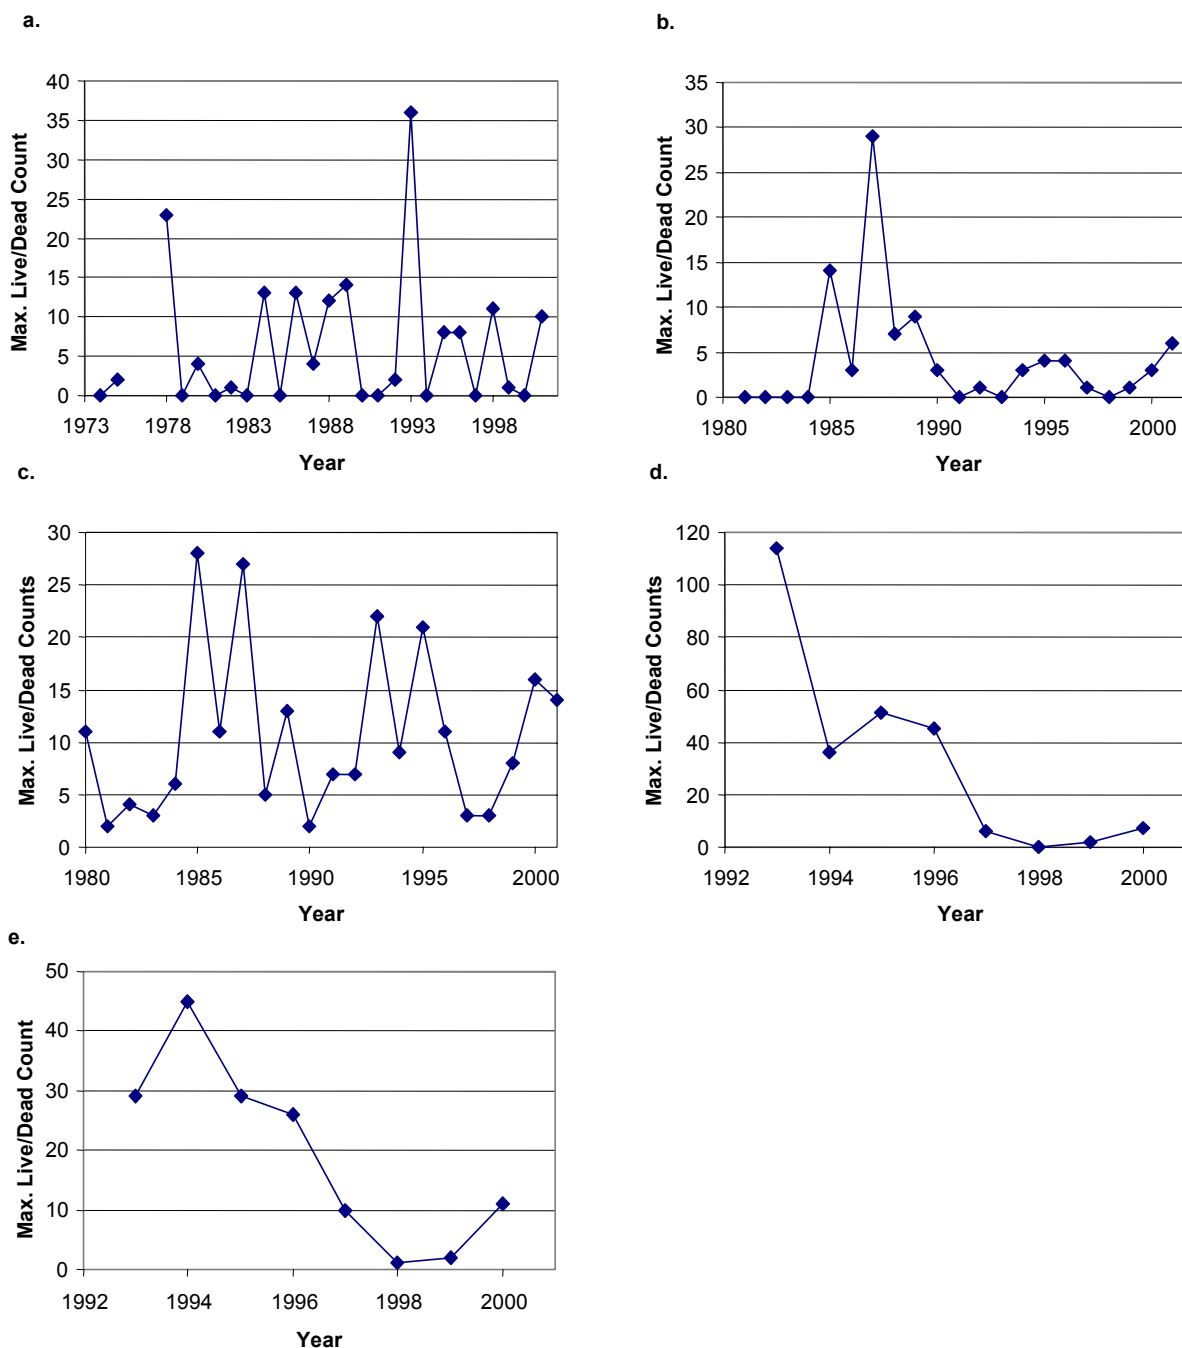 a.
40
35
30
25
20
15
10
5
0
Max. Live/Dead Count
1973 1978 1983 1988 1993 1998
Year
b.
35
30
25
20
15
10
5
0
Max. Live/Dead Count
1980 1985 1990 1995 2000
Year
c.
30
25
20
15
10
5
0
Max. Live/Dead Counts
1980 1985 1990 1995 2000
Year
d.
120
100
80
60
40
20
0
Max. Live/Dead Counts
1992 1994 1996 1998 2000
Year
e.
50
40
30
20
10
0
Max. Live/Dead Count
1992 1994 1996 1998 2000
Year